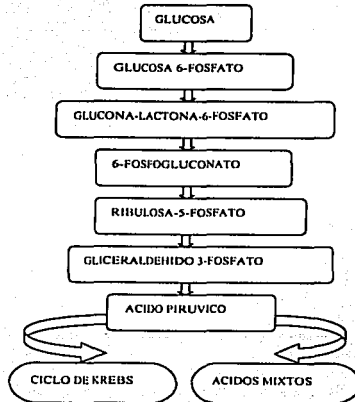 GLUCOSA
GLUCOSA 6-FOSFATO
GLUCONA-LACTONA-6-FOSFATO
6-FOSFOGLUCONATO
RIBULOSA-5-FOSFATO
GLICERALDEHIDO 3-FOSFATO
ACIDO PIRUVICO
CICLO DE KREBS
ACIDOS MIXTOS